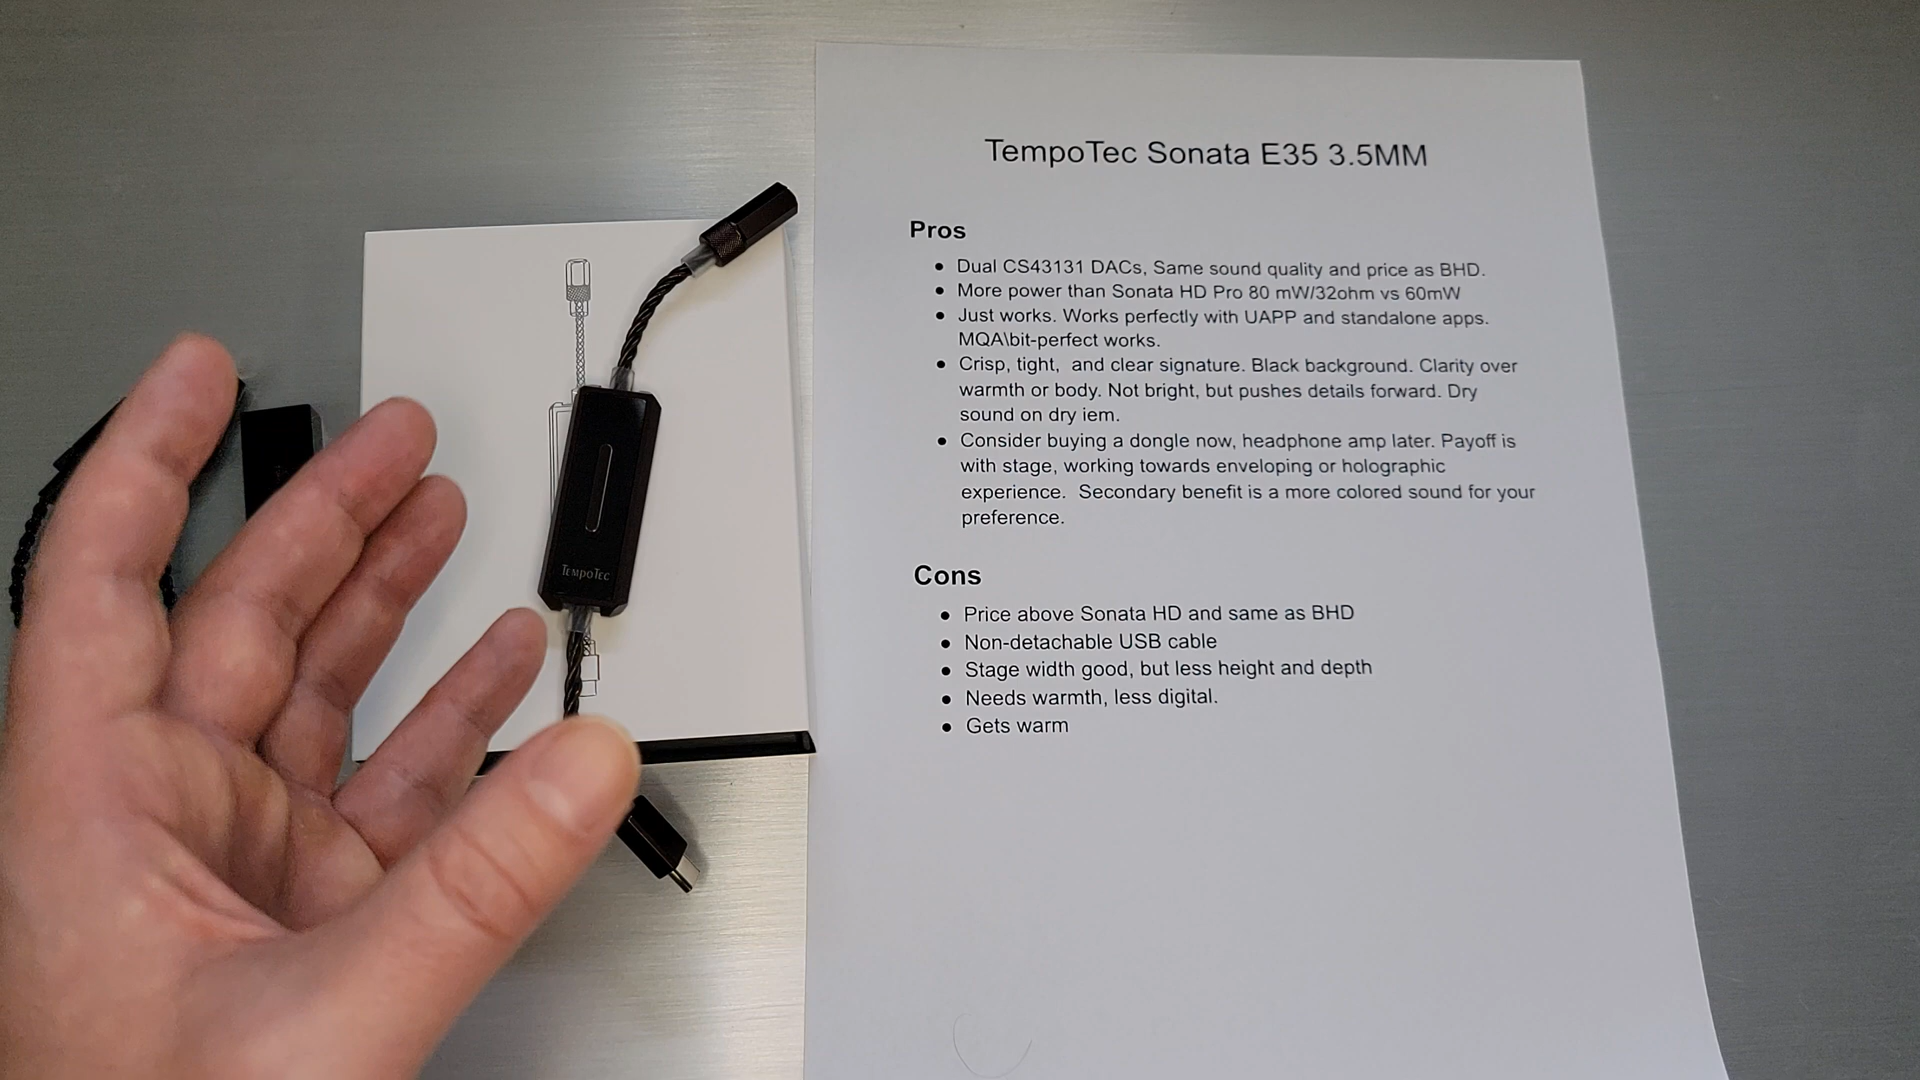 TempoTec Sonata E35 3.5MM
Pros
• Dual CS43131 DACs, Same sound quality and price as BHD.
• More power than Sonata HD Pro 80 mW/32ohm vs 60mW
• Just works. Works perfectly with UAPP and standalone apps.
MQA\bit-perfect works.
• Crisp, tight, and clear signature. Black background. Clarity over
warmth or body. Not bright, but pushes details forward. Dry
sound on dry iem.
• Consider buying a dongle now, headphone amp later. Payoff is
with stage, working towards enveloping or holographic
experience. Secondary benefit is a more colored sound for your
preference.
Cons
• Price above Sonata HD and same as BHD
• Non-detachable USB cable
• Stage width good, but less height and depth
• Needs warmth, less digital.
• Gets warm
TEMPOTEC